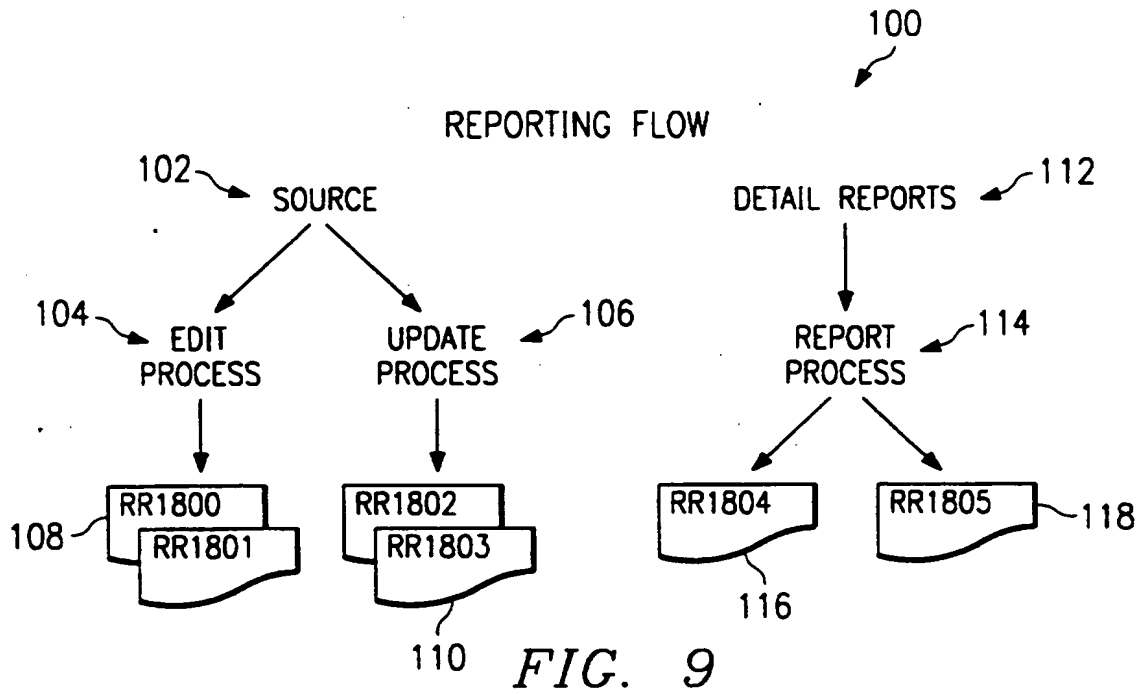 100
REPORTING FLOW
102
SOURCE
DETAIL REPORTS
112
104
EDIT
PROCESS
UPDATE
PROCESS
106
REPORT
PROCESS
114
RR1800
RR1801
108
RR1802
RR1803
110
RR1804
116
RR1805
118
FIG. 9